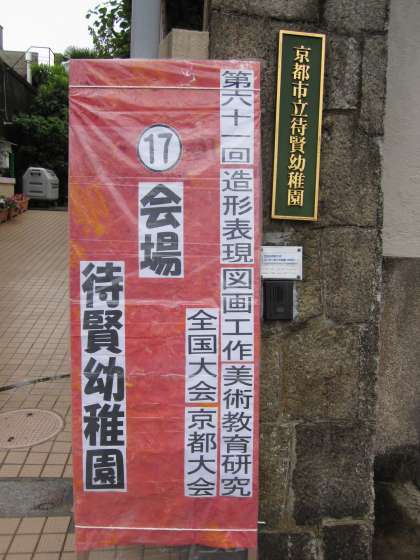 第六十一回造形表現図画工作美術教育研究
全国大会京都大会
17
会場
待賢幼稚園
京都市立待賢幼稚園